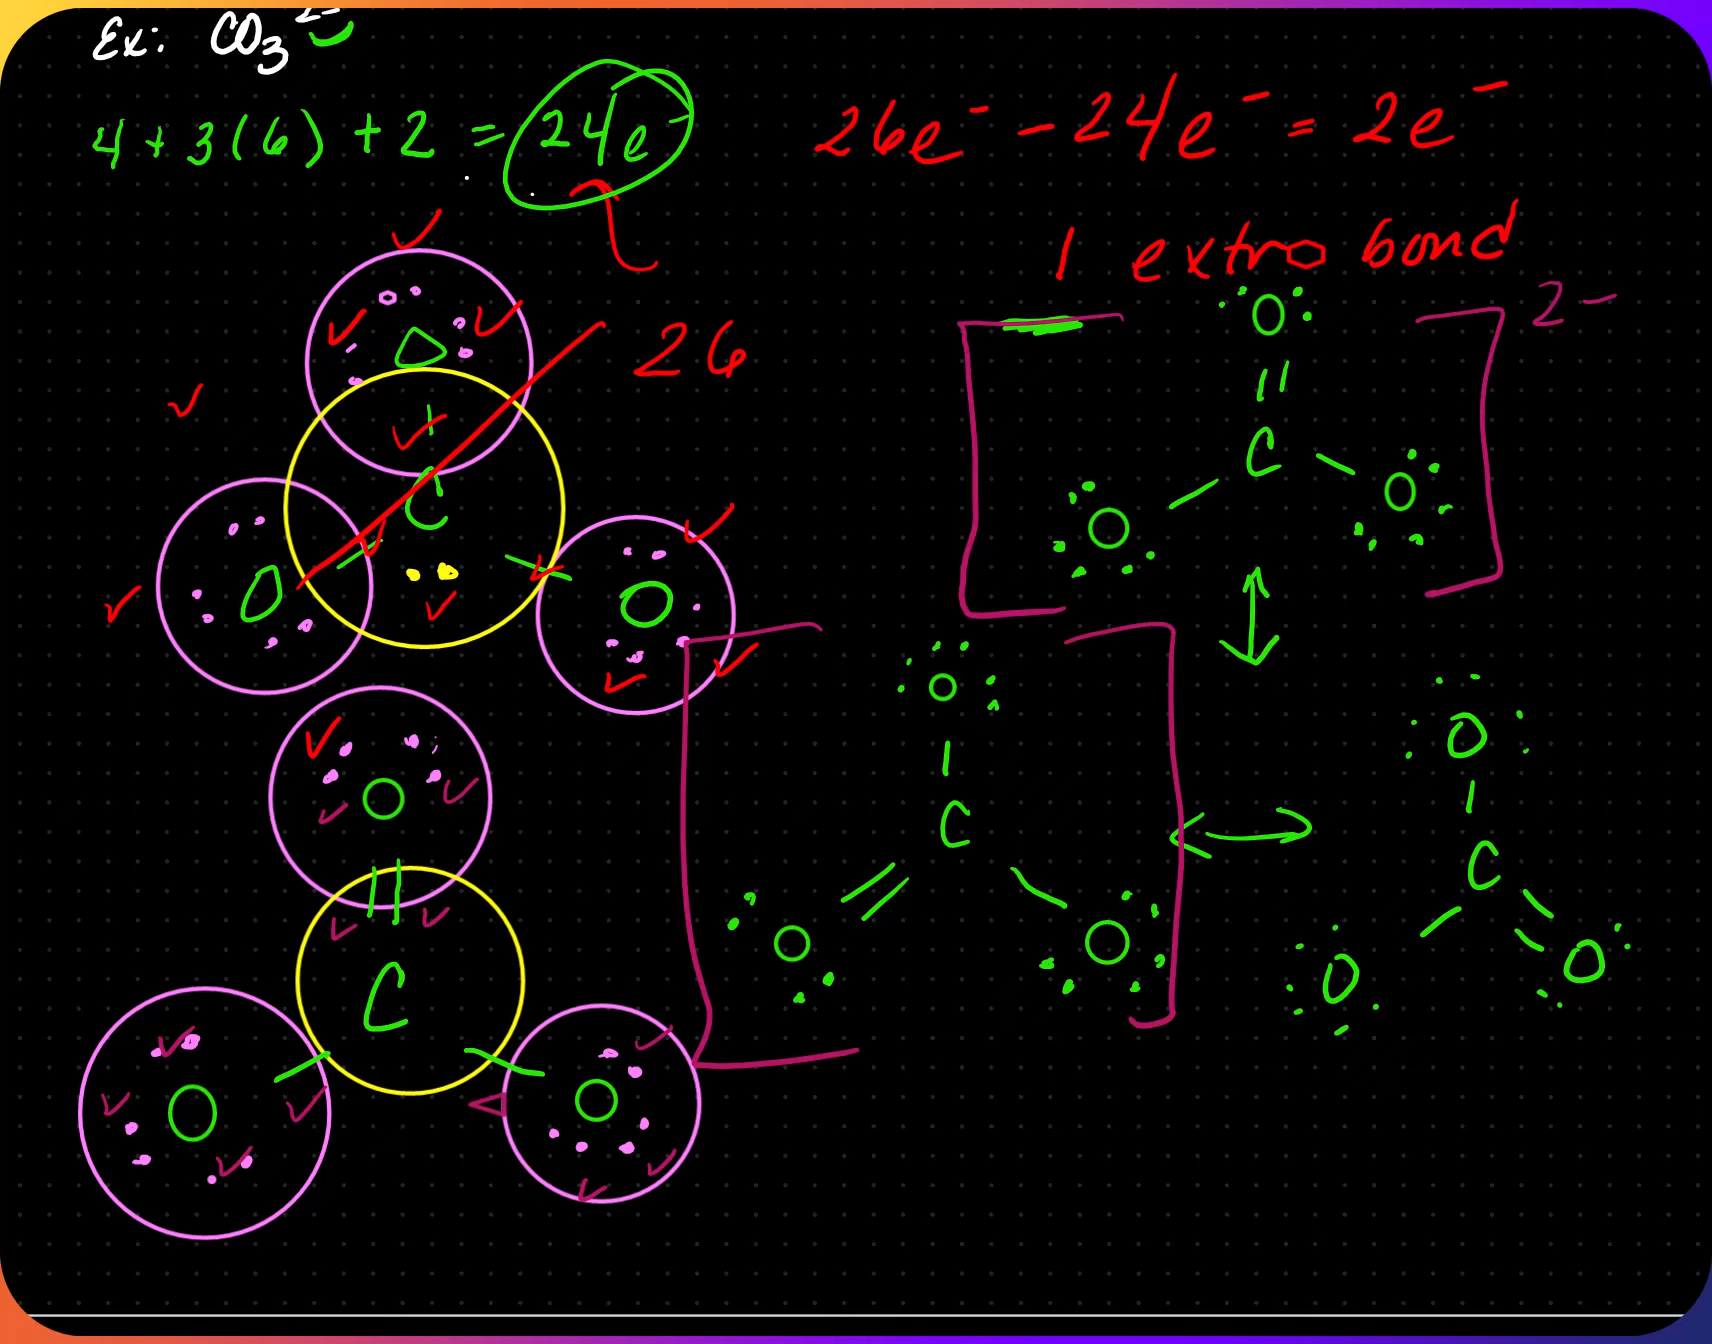 Ex: CO3 2-
4 + 3(6) + 2 = 24e-
26e- - 24e- = 2e-
1 extra bond
26
2-
O
C
O
O
O
C
O
O
O
C
O
O
O
C
O
O
O
C
O
O